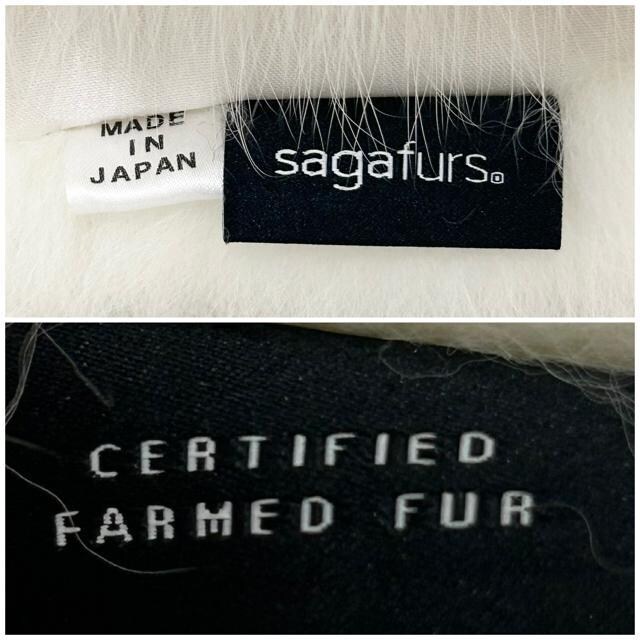 MADE
IN
JAPAN
sagafurs®
CERTIFIED
FARMED FUR